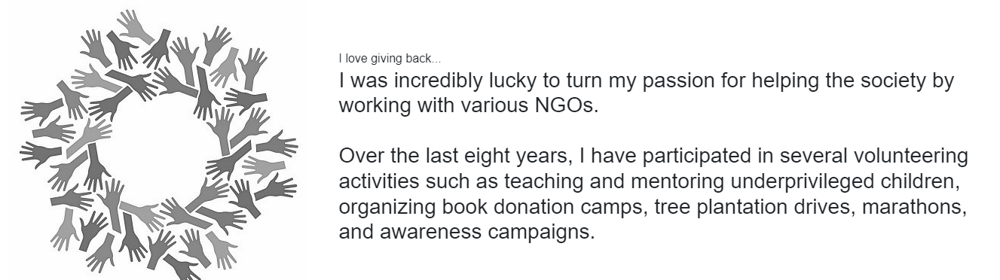 I love giving back...
I was incredibly lucky to turn my passion for helping the society by
working with various NGOs.
Over the last eight years, I have participated in several volunteering
activities such as teaching and mentoring underprivileged children,
organizing book donation camps, tree plantation drives, marathons,
and awareness campaigns.